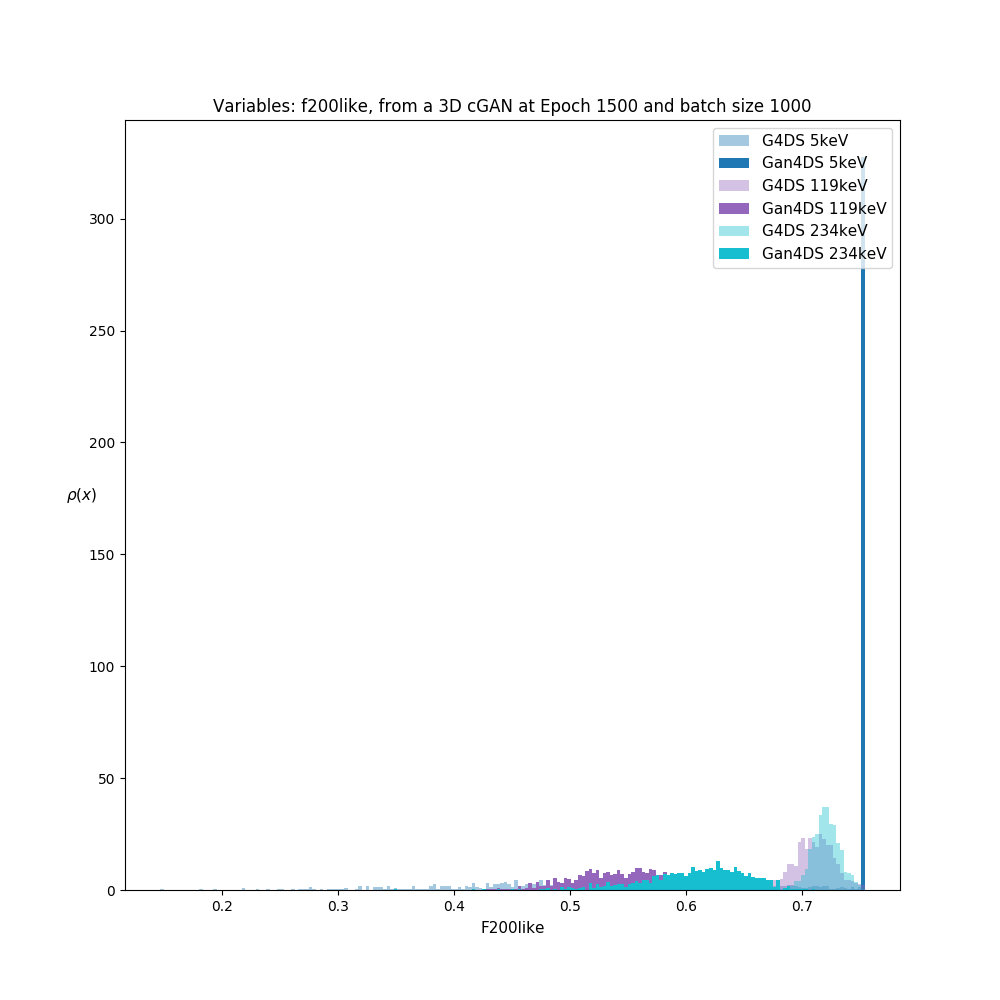 Variables: f200like, from a 3D cGAN at Epoch 1500 and batch size 1000
G4DS 5keV
Gan4DS 5keV
G4DS 119keV
Gan4DS 119keV
G4DS 234keV
Gan4DS 234keV
300
250
200
ρ(x)
150
100
50
0
0.2 0.3 0.4 0.5 0.6 0.7
F200like